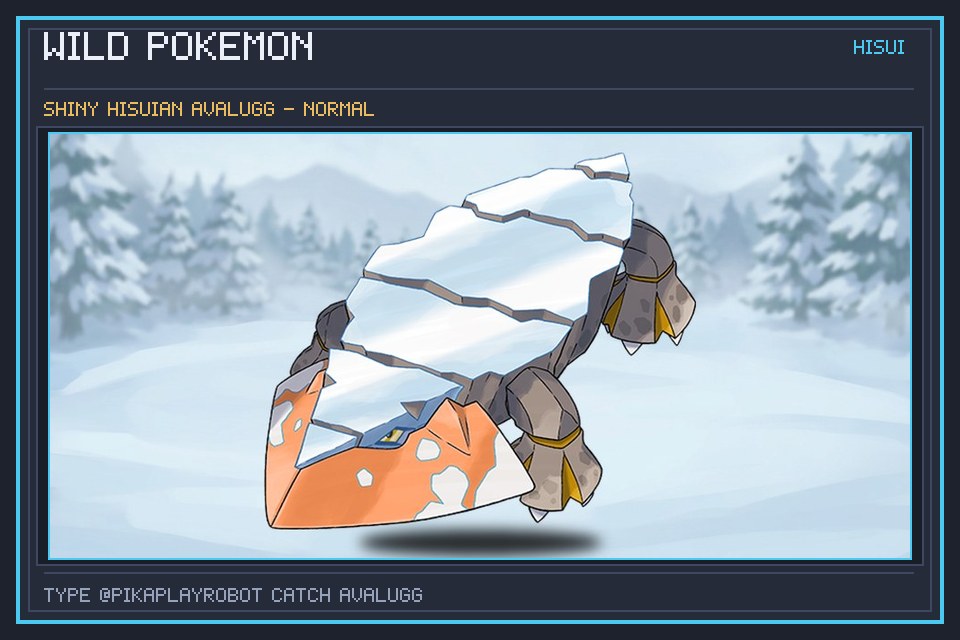 WILD POKEMON
HISUI
SHINY HISUIAN AVALUGG - NORMAL
TYPE @PIKAPLAYROBOT CATCH AVALUGG